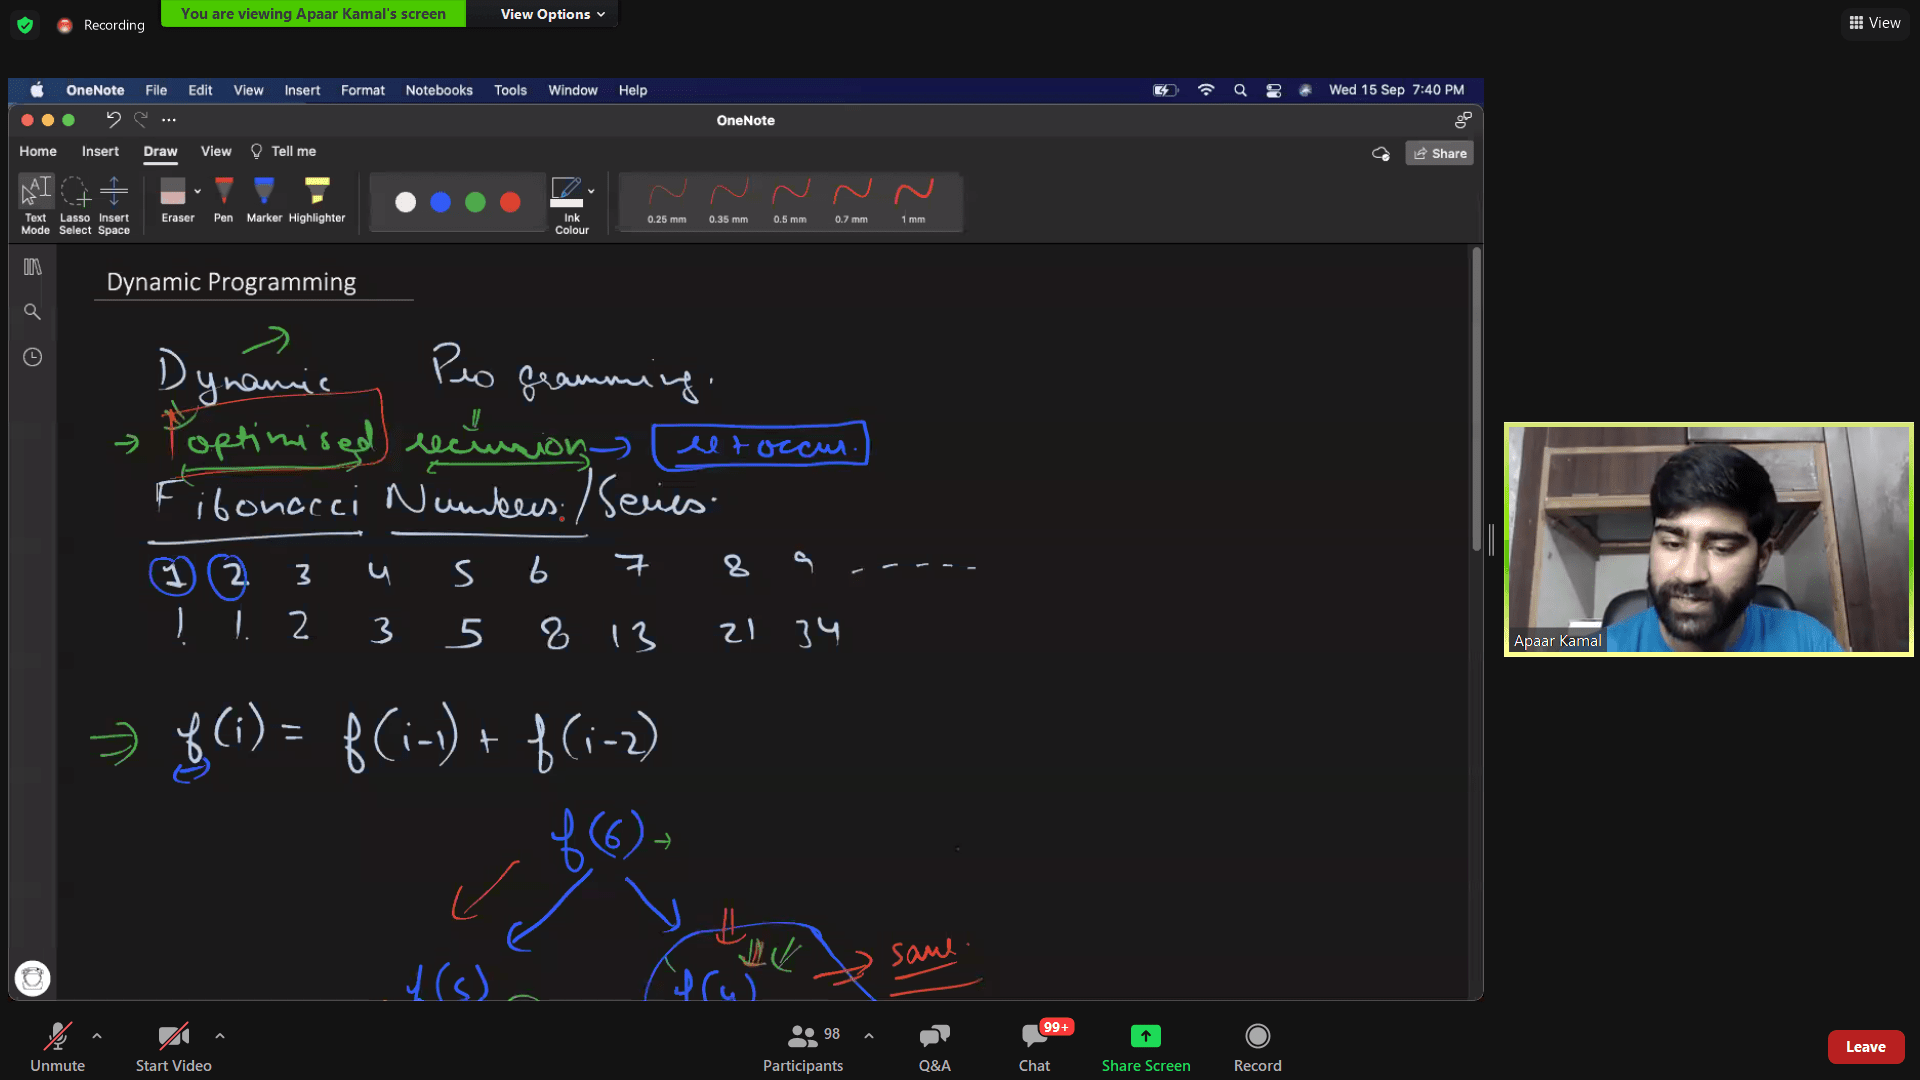 Recording
You are viewing Apaar Kamal's screen
View Options
View
OneNote File Edit View Insert Format Notebooks Tools Window Help
Wed 15 Sep 7:40 PM
OneNote
Home Insert Draw View Tell me
Share
Text Mode
Lasso Select
Insert Space
Eraser
Pen
Marker
Highlighter
Ink Colour
0.25 mm 0.35 mm 0.5 mm 0.7 mm 1 mm
Dynamic Programming
Dynamic Programming.
optimised recursion re + occur.
Fibonacci Numbers/Series.
1 2 3 4 5 6 7 8 9 - - - - -
1 1 2 3 5 8 13 21 34
f(i) = f(i-1) + f(i-2)
f(6)
f(5) f(4) same.
Apaar Kamal
Unmute
Start Video
98
Participants
Q&A
99+
Chat
Share Screen
Record
Leave